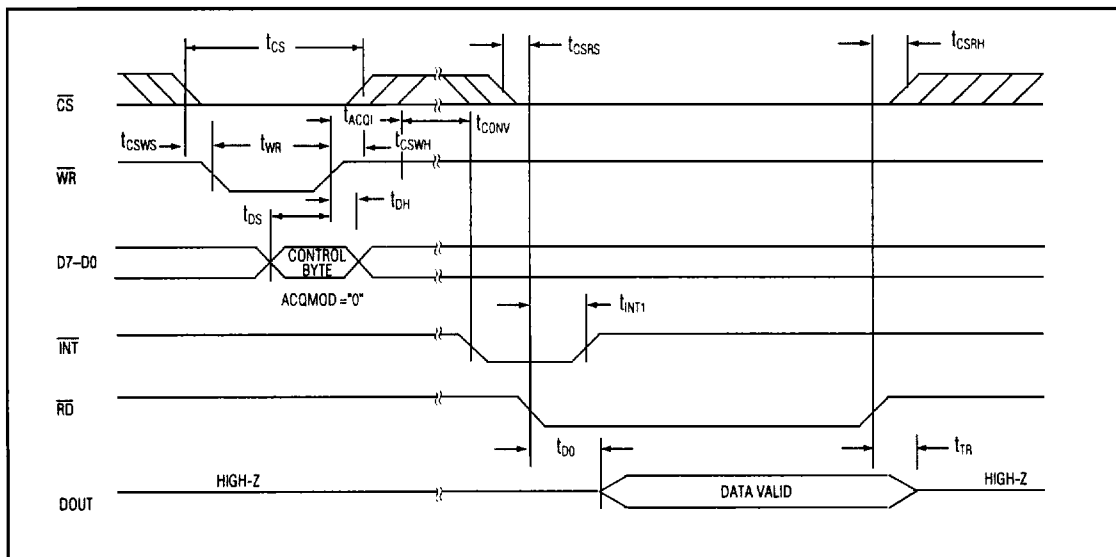 tCS
tCSRS
tCSRH
CS
tACQI
tCONV
tCSWS
tWR
tCSWH
WR
tDS
tDH
D7–D0
CONTROL
BYTE
ACQMOD ="0"
tINT1
INT
RD
tD0
tTR
HIGH-Z
DATA VALID
HIGH-Z
DOUT